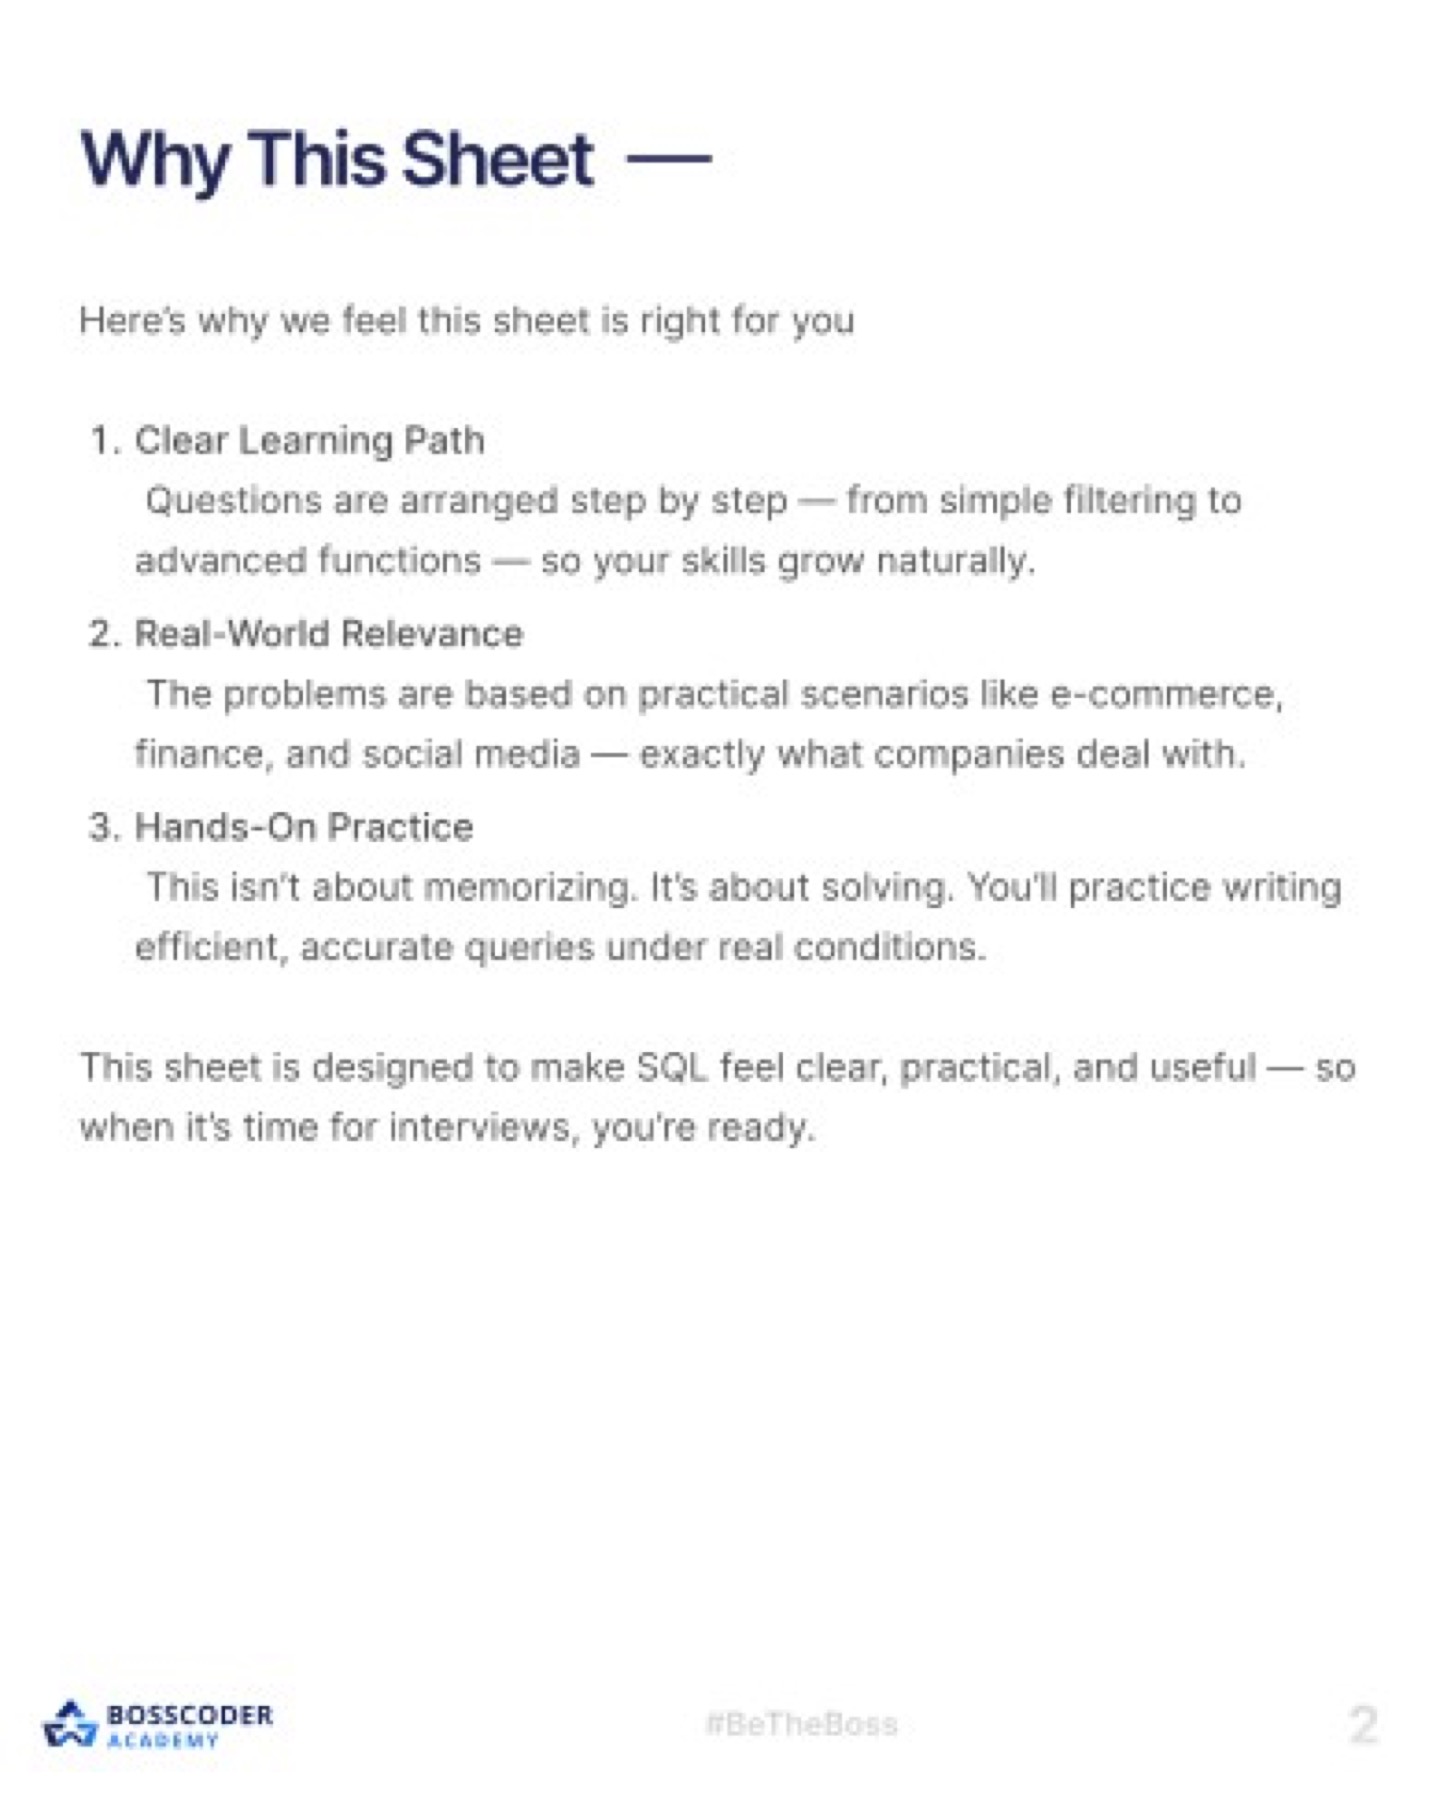 Why This Sheet —
Here's why we feel this sheet is right for you
1. Clear Learning Path
Questions are arranged step by step — from simple filtering to
advanced functions — so your skills grow naturally.
2. Real-World Relevance
The problems are based on practical scenarios like e-commerce,
finance, and social media — exactly what companies deal with.
3. Hands-On Practice
This isn't about memorizing. It's about solving. You'll practice writing
efficient, accurate queries under real conditions.
This sheet is designed to make SQL feel clear, practical, and useful — so
when it's time for interviews, you're ready.
BOSSCODER
ACADEMY
#BeTheBoss
2